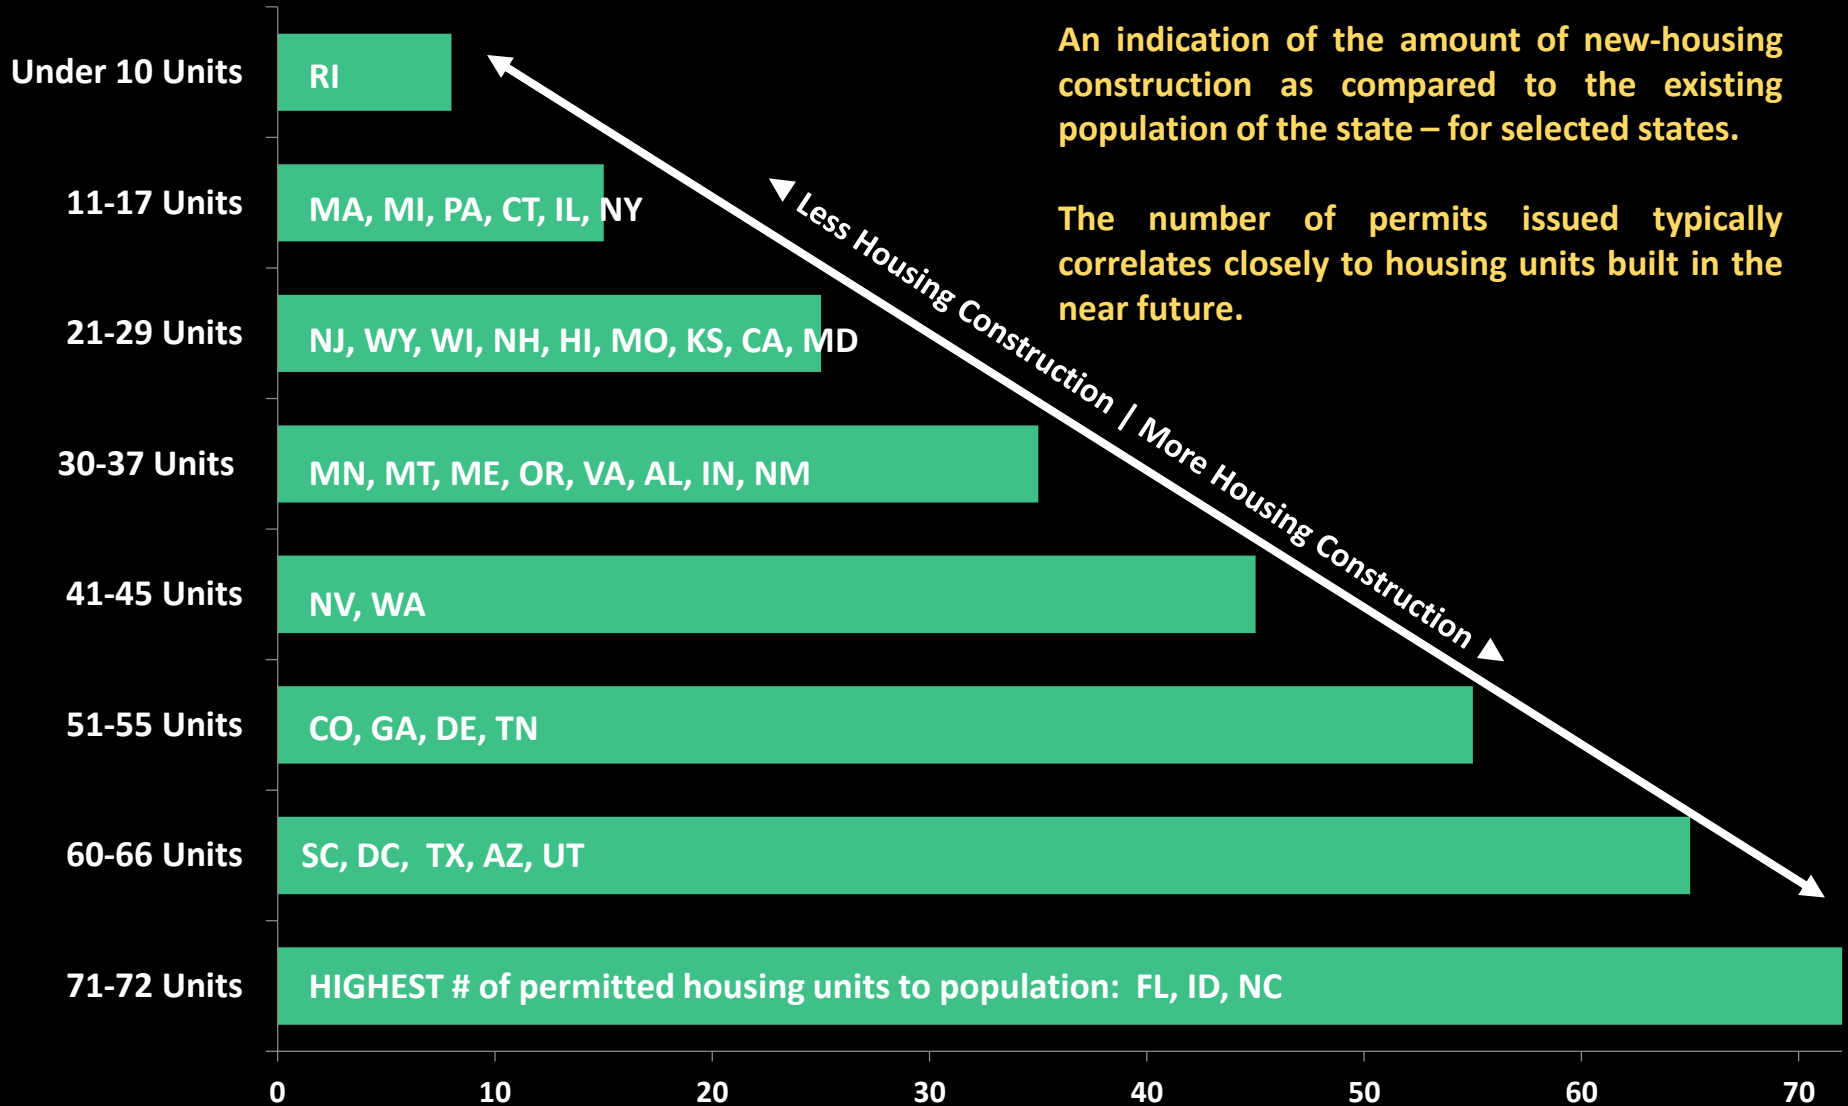 An indication of the amount of new-housing
construction as compared to the existing
population of the state – for selected states.
The number of permits issued typically
correlates closely to housing units built in the
near future.
Under 10 Units
RI
11-17 Units
MA, MI, PA, CT, IL, NY
21-29 Units
NJ, WY, WI, NH, HI, MO, KS, CA, MD
30-37 Units
MN, MT, ME, OR, VA, AL, IN, NM
41-45 Units
NV, WA
51-55 Units
CO, GA, DE, TN
60-66 Units
SC, DC, TX, AZ, UT
71-72 Units
HIGHEST # of permitted housing units to population: FL, ID, NC
◀ Less Housing Construction | More Housing Construction ▶
0 10 20 30 40 50 60 70